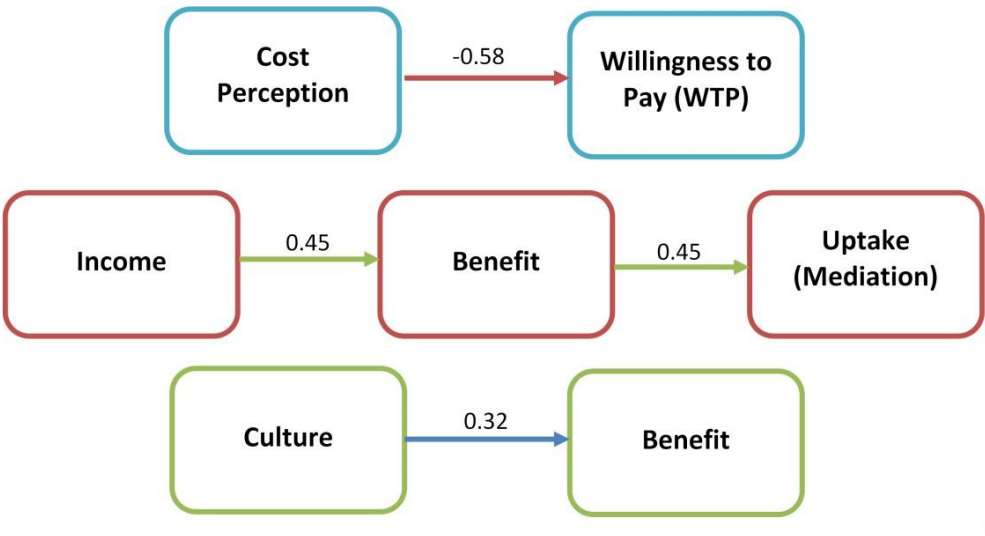 Cost
Perception
-0.58
Willingness to
Pay (WTP)
Income
0.45
Benefit
0.45
Uptake
(Mediation)
Culture
0.32
Benefit